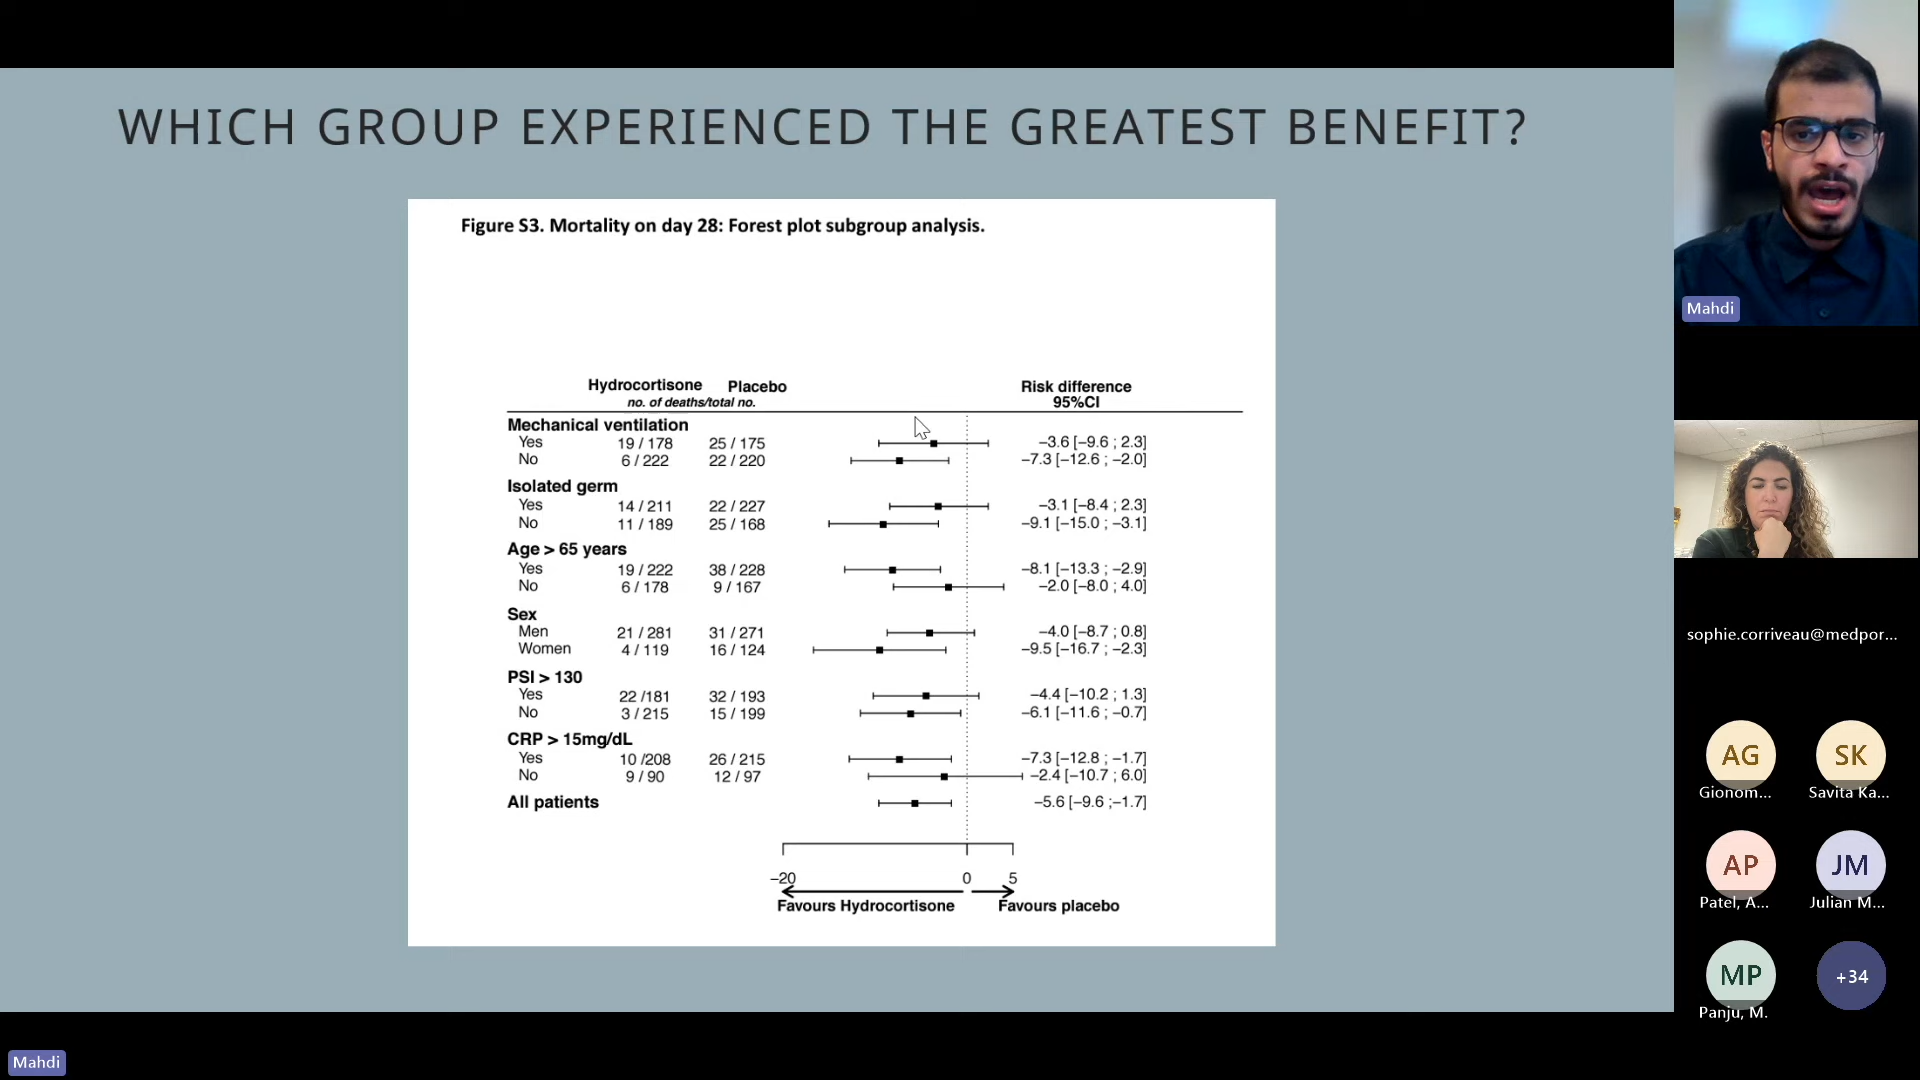 WHICH GROUP EXPERIENCED THE GREATEST BENEFIT?
Figure S3. Mortality on day 28: Forest plot subgroup analysis.
Hydrocortisone Placebo Risk difference
no. of deaths/total no. 95%CI
Mechanical ventilation
Yes 19 / 178 25 / 175 −3.6 [−9.6 ; 2.3]
No 6 / 222 22 / 220 −7.3 [−12.6 ; −2.0]
Isolated germ
Yes 14 / 211 22 / 227 −3.1 [−8.4 ; 2.3]
No 11 / 189 25 / 168 −9.1 [−15.0 ; −3.1]
Age > 65 years
Yes 19 / 222 38 / 228 −8.1 [−13.3 ; −2.9]
No 6 / 178 9 / 167 −2.0 [−8.0 ; 4.0]
Sex
Men 21 / 281 31 / 271 −4.0 [−8.7 ; 0.8]
Women 4 / 119 16 / 124 −9.5 [−16.7 ; −2.3]
PSI > 130
Yes 22 /181 32 / 193 −4.4 [−10.2 ; 1.3]
No 3 / 215 15 / 199 −6.1 [−11.6 ; −0.7]
CRP > 15mg/dL
Yes 10 /208 26 / 215 −7.3 [−12.8 ; −1.7]
No 9 / 90 12 / 97 −2.4 [−10.7 ; 6.0]
All patients −5.6 [−9.6 ;−1.7]
−20 0 5
Favours Hydrocortisone Favours placebo
Mahdi
sophie.corriveau@medpor...
AG SK
Gionom... Savita Ka...
AP JM
Patel, A... Julian M...
MP +34
Panju, M.
Mahdi